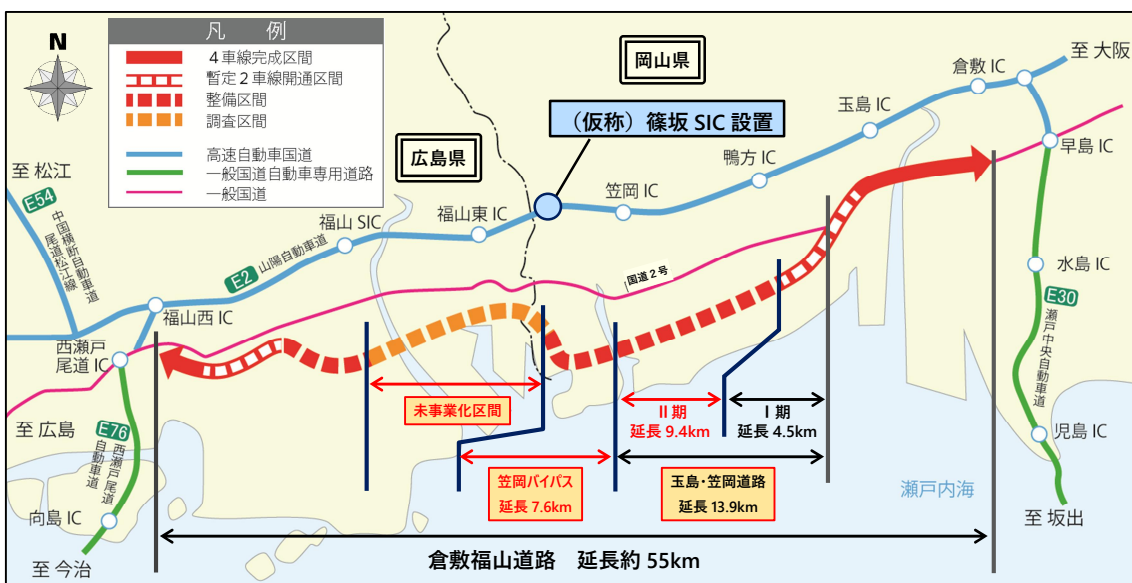 凡 例
4車線完成区間
暫定2車線開通区間
整備区間
調査区間
高速自動車国道
一般国道自動車専用道路
一般国道
N
岡山県
広島県
(仮称)篠坂 SIC 設置
至 大阪
倉敷 IC
玉島 IC
早島 IC
鴨方 IC
笠岡 IC
福山東 IC
福山 SIC
至 松江
E54
中国横断自動車道
尾道松江線
E2
山陽自動車道
国道2号
水島 IC
E30
瀬戸中央自動車道
福山西 IC
西瀬戸
尾道 IC
未事業化区間
II 期
延長 9.4km
I 期
延長 4.5km
至 広島
E76
西瀬戸尾道
自動車道
児島 IC
笠岡バイパス
延長 7.6km
玉島・笠岡道路
延長 13.9km
瀬戸内海
向島 IC
至 坂出
至 今治
倉敷福山道路 延長約 55km